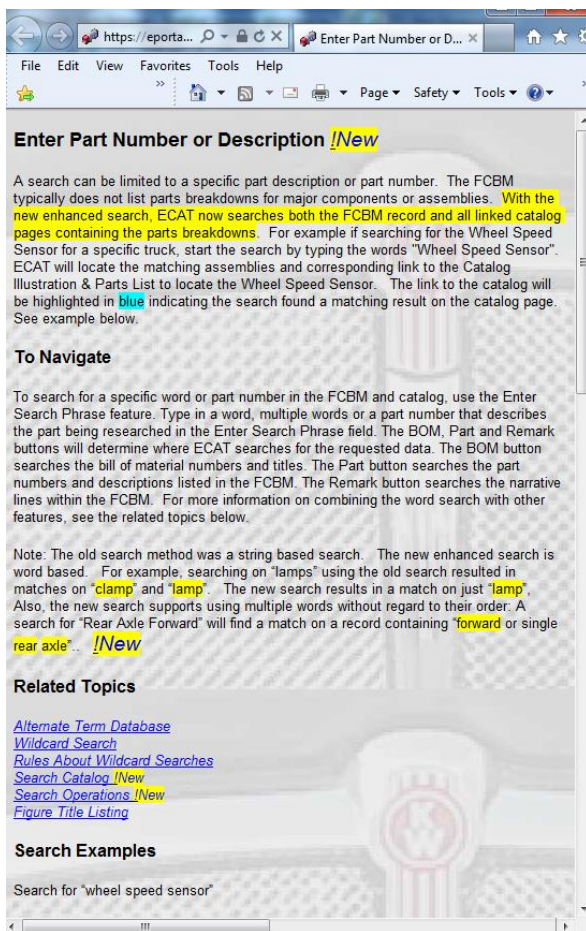 https://eporta...
Enter Part Number or D...
File Edit View Favorites Tools Help
Page Safety Tools
Enter Part Number or Description !New
A search can be limited to a specific part description or part number. The FCBM
typically does not list parts breakdowns for major components or assemblies. With the
new enhanced search, ECAT now searches both the FCBM record and all linked catalog
pages containing the parts breakdowns. For example if searching for the Wheel Speed
Sensor for a specific truck, start the search by typing the words "Wheel Speed Sensor".
ECAT will locate the matching assemblies and corresponding link to the Catalog
Illustration & Parts List to locate the Wheel Speed Sensor. The link to the catalog will
be highlighted in blue indicating the search found a matching result on the catalog page.
See example below.
To Navigate
To search for a specific word or part number in the FCBM and catalog, use the Enter
Search Phrase feature. Type in a word, multiple words or a part number that describes
the part being researched in the Enter Search Phrase field. The BOM, Part and Remark
buttons will determine where ECAT searches for the requested data. The BOM button
searches the bill of material numbers and titles. The Part button searches the part
numbers and descriptions listed in the FCBM. The Remark button searches the narrative
lines within the FCBM. For more information on combining the word search with other
features, see the related topics below.
Note: The old search method was a string based search. The new enhanced search is
word based. For example, searching on “lamps” using the old search resulted in
matches on “clamp” and “lamp”. The new search results in a match on just “lamp”,
Also, the new search supports using multiple words without regard to their order: A
search for “Rear Axle Forward” will find a match on a record containing “forward or single
rear axle”.. !New
Related Topics
Alternate Term Database
Wildcard Search
Rules About Wildcard Searches
Search Catalog !New
Search Operations !New
Figure Title Listing
Search Examples
Search for “wheel speed sensor”
KW